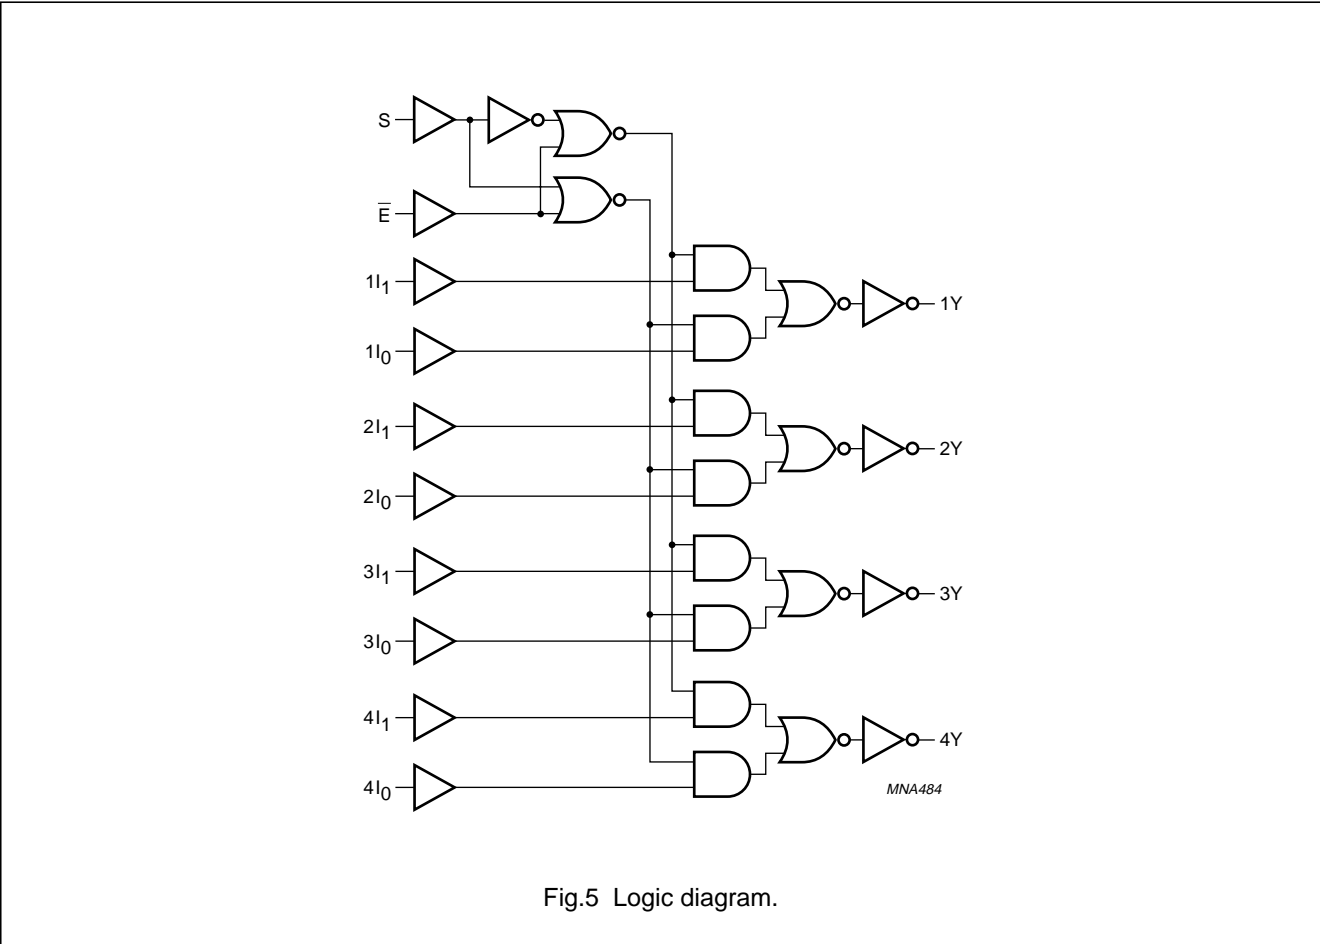 S
E̅
1I₁
1I₀
1Y
2I₁
2I₀
2Y
3I₁
3I₀
3Y
4I₁
4I₀
4Y
MNA484
Fig.5 Logic diagram.